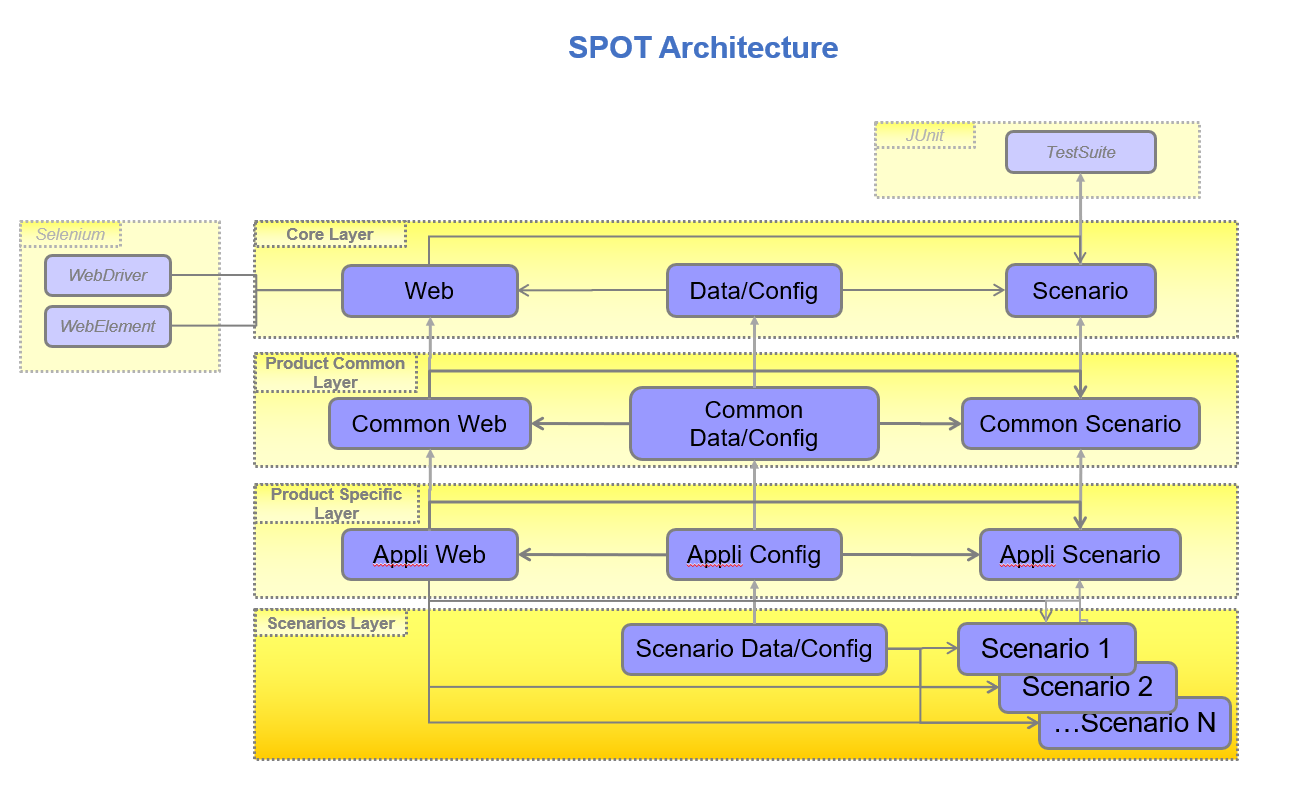 SPOT Architecture
JUnit
TestSuite
Selenium
WebDriver
WebElement
Core Layer
Web
Data/Config
Scenario
Product Common
Layer
Common Web
Common
Data/Config
Common Scenario
Product Specific
Layer
Appli Web
Appli Config
Appli Scenario
Scenarios Layer
Scenario Data/Config
Scenario 1
Scenario 2
…Scenario N